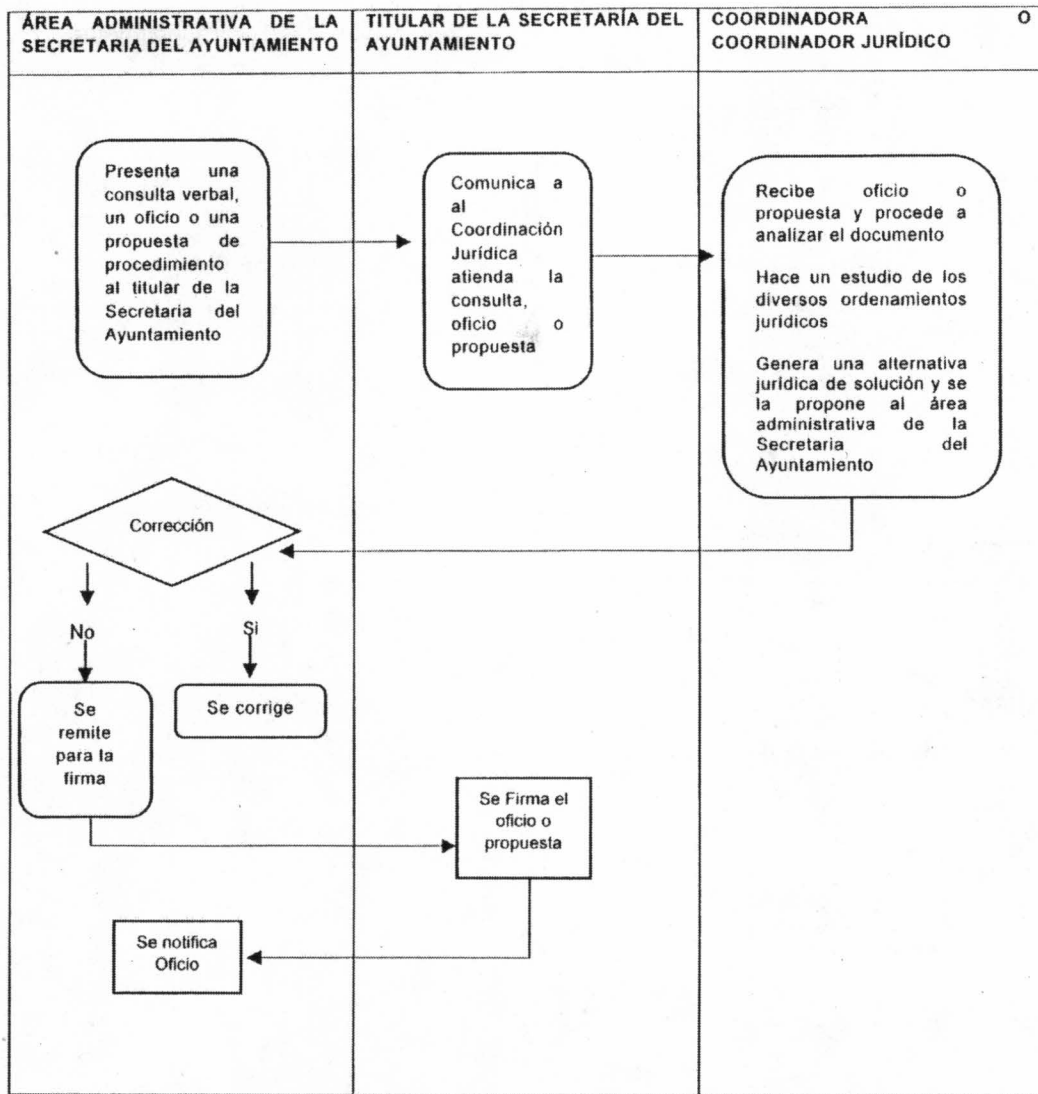 ÁREA ADMINISTRATIVA DE LA
SECRETARIA DEL AYUNTAMIENTO
TITULAR DE LA SECRETARÍA DEL
AYUNTAMIENTO
COORDINADORA O
COORDINADOR JURÍDICO
Presenta una
consulta verbal,
un oficio o una
propuesta de
procedimiento
al titular de la
Secretaria del
Ayuntamiento
Comunica a
al
Coordinación
Jurídica
atienda la
consulta,
oficio o
propuesta
Recibe oficio o
propuesta y procede a
analizar el documento
Hace un estudio de los
diversos ordenamientos
jurídicos
Genera una alternativa
jurídica de solución y se
la propone al área
administrativa de la
Secretaria del
Ayuntamiento
Corrección
No
Si
Se
remite
para la
firma
Se corrige
Se Firma el
oficio o
propuesta
Se notifica
Oficio